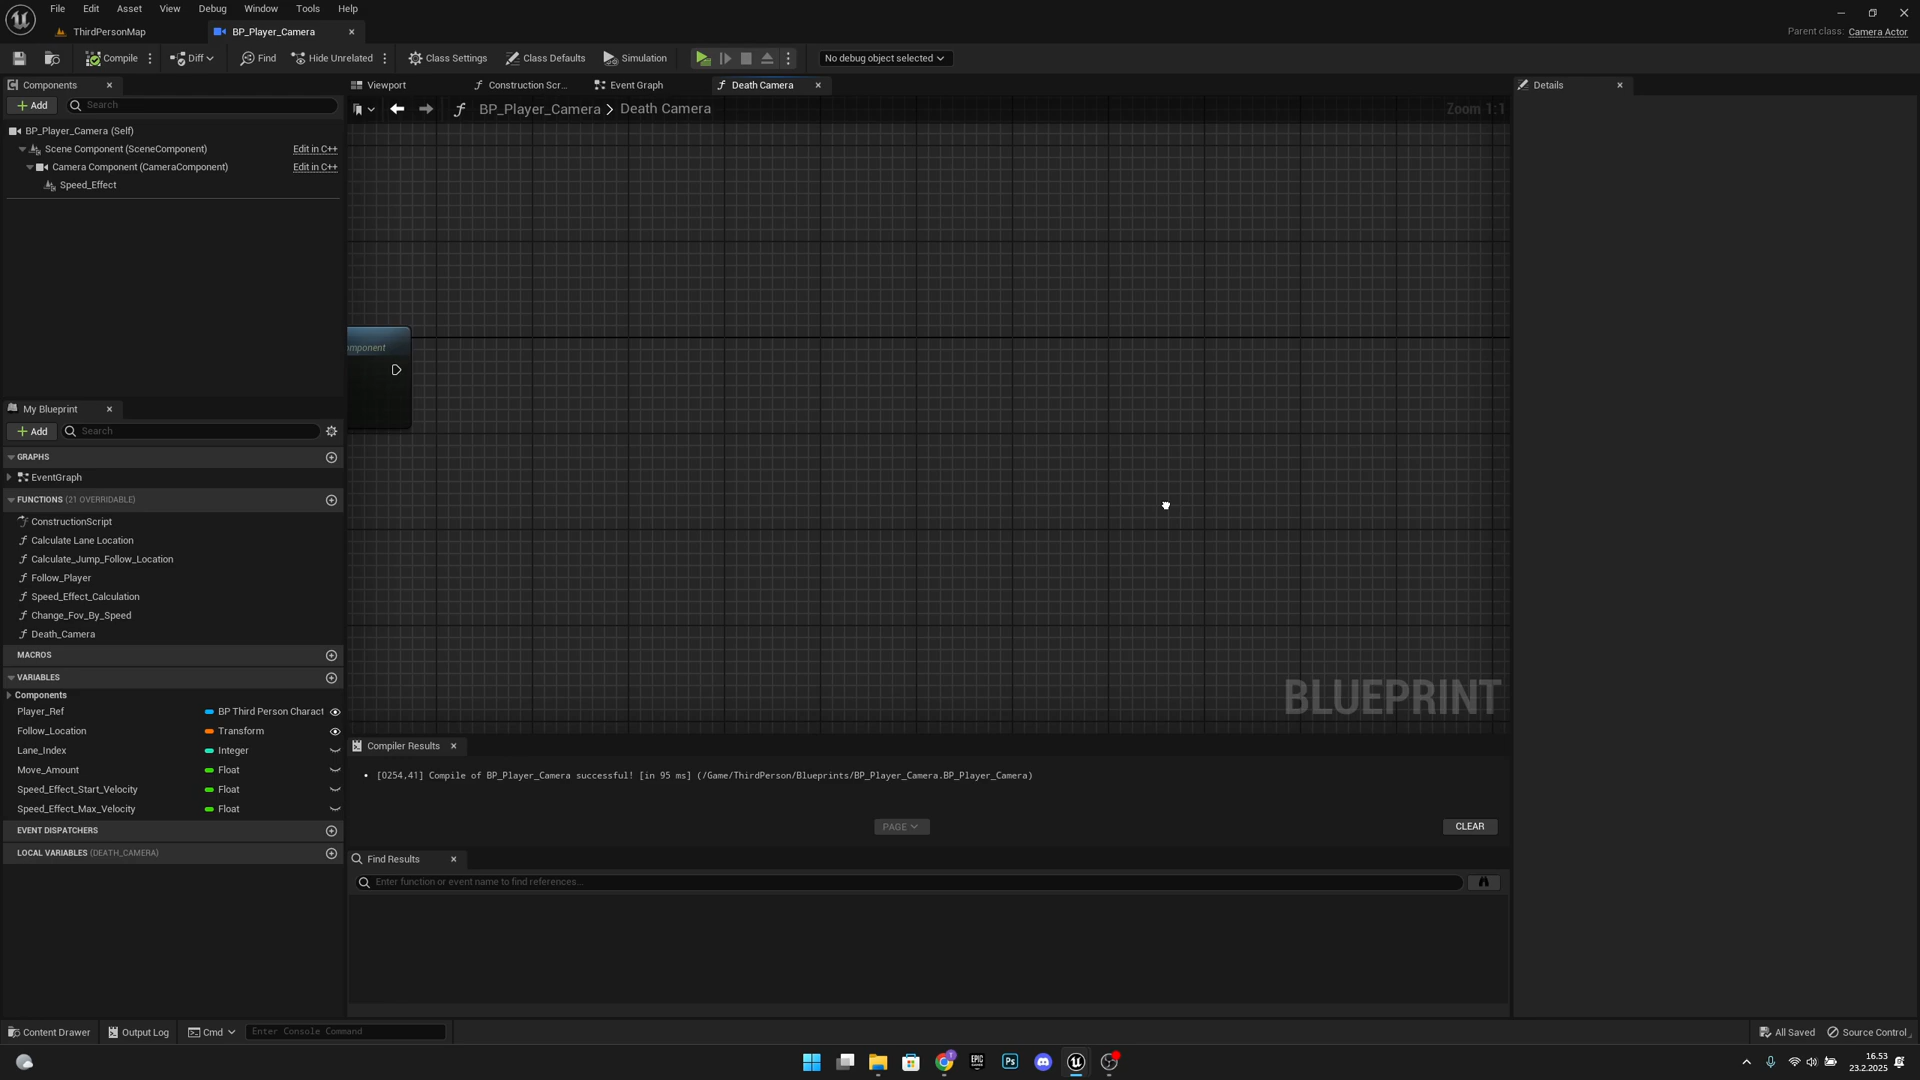 File Edit Asset View Debug Window Tools Help
ThirdPersonMap BP_Player_Camera
Parent class: Camera Actor
Compile Diff Find Hide Unrelated Class Settings Class Defaults Simulation No debug object selected
Components Viewport Construction Scr... Event Graph Death Camera Details
Add Search BP_Player_Camera > Death Camera Zoom 1:1
BP_Player_Camera (Self)
Scene Component (SceneComponent) Edit in C++
Camera Component (CameraComponent) Edit in C++
Speed_Effect
omponent
My Blueprint
Add Search
GRAPHS
EventGraph
FUNCTIONS (21 OVERRIDABLE)
ConstructionScript
Calculate Lane Location
Calculate_Jump_Follow_Location
Follow_Player
Speed_Effect_Calculation
Change_Fov_By_Speed
Death_Camera
MACROS
VARIABLES
Components
Player_Ref BP Third Person Charact
Follow_Location Transform
Lane_Index Integer
Move_Amount Float
Speed_Effect_Start_Velocity Float
Speed_Effect_Max_Velocity Float
EVENT DISPATCHERS
LOCAL VARIABLES (DEATH_CAMERA)
BLUEPRINT
Compiler Results
[0254,41] Compile of BP_Player_Camera successful! [in 95 ms] (/Game/ThirdPerson/Blueprints/BP_Player_Camera.BP_Player_Camera)
PAGE CLEAR
Find Results
Enter function or event name to find references...
Content Drawer Output Log Cmd Enter Console Command All Saved Source Control
EPIC GAMES Ps
16.53
23.2.2025